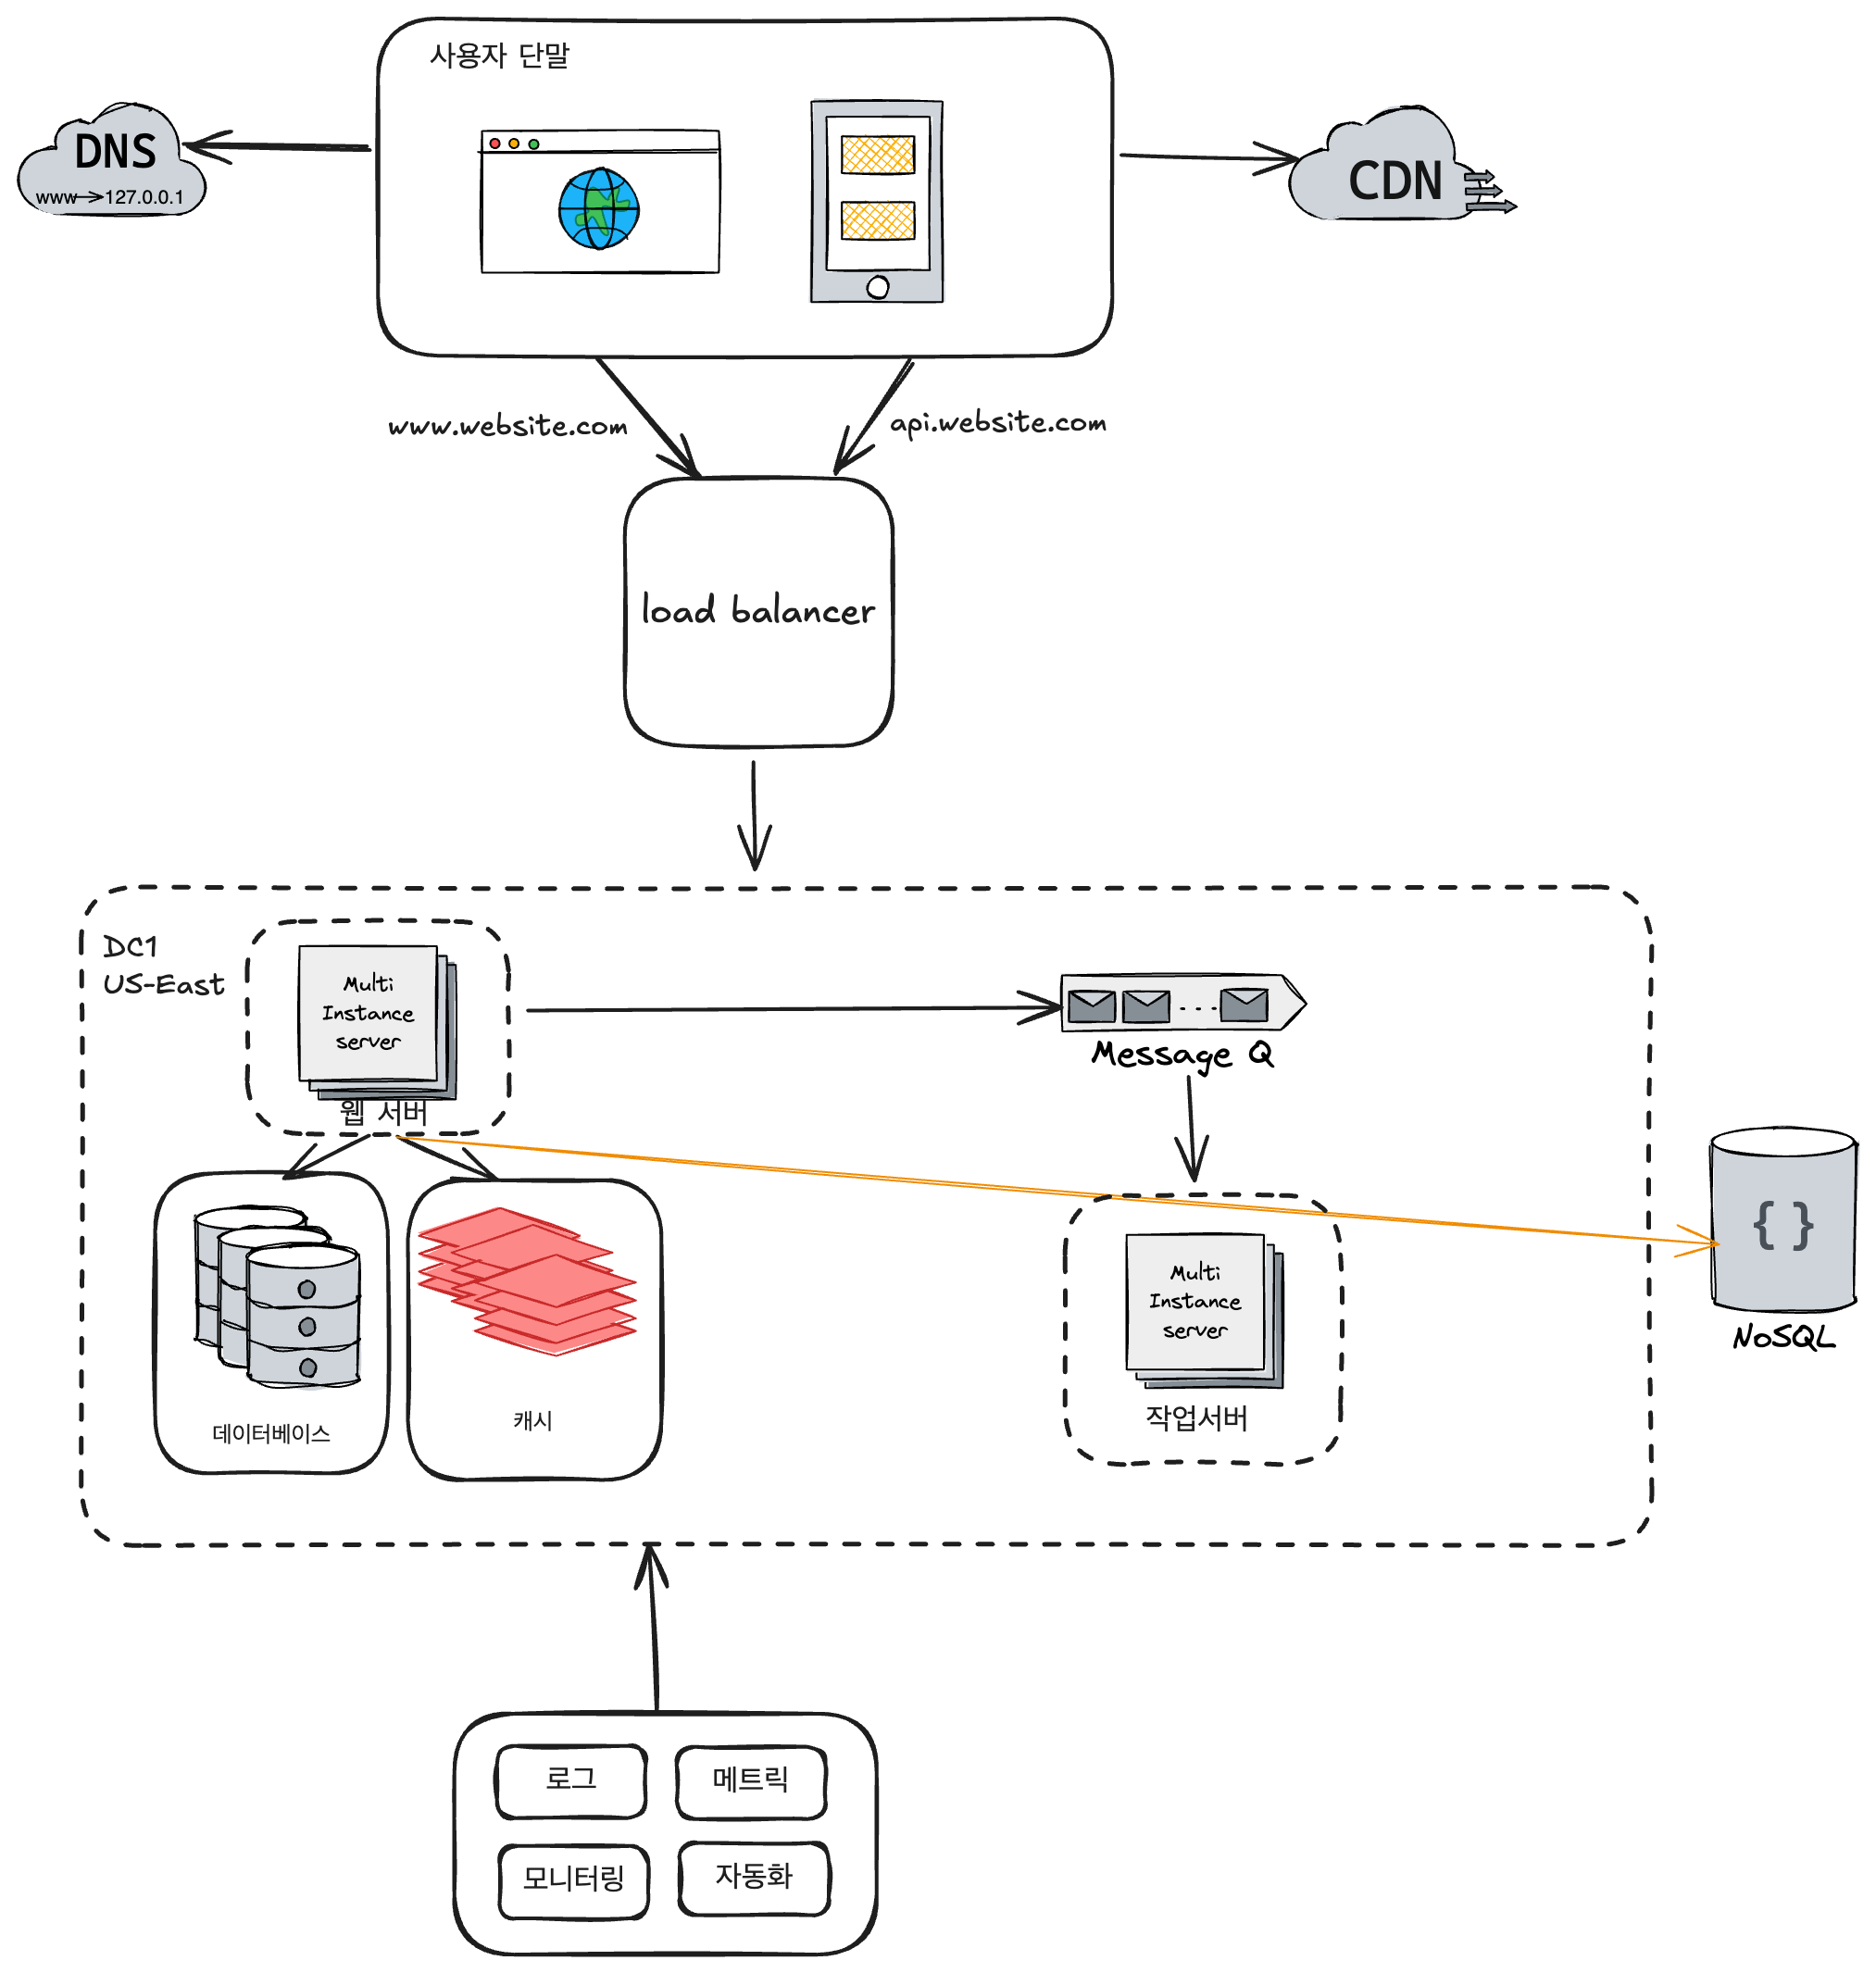 사용자 단말
DNS
www->127.0.0.1
CDN
www.website.com
api.website.com
load balancer
DC1
US-East
Multi
Instance
server
웹 서버
Message Q
데이터베이스
캐시
Multi
Instance
server
작업서버
{ }
NoSQL
로그
메트릭
모니터링
자동화